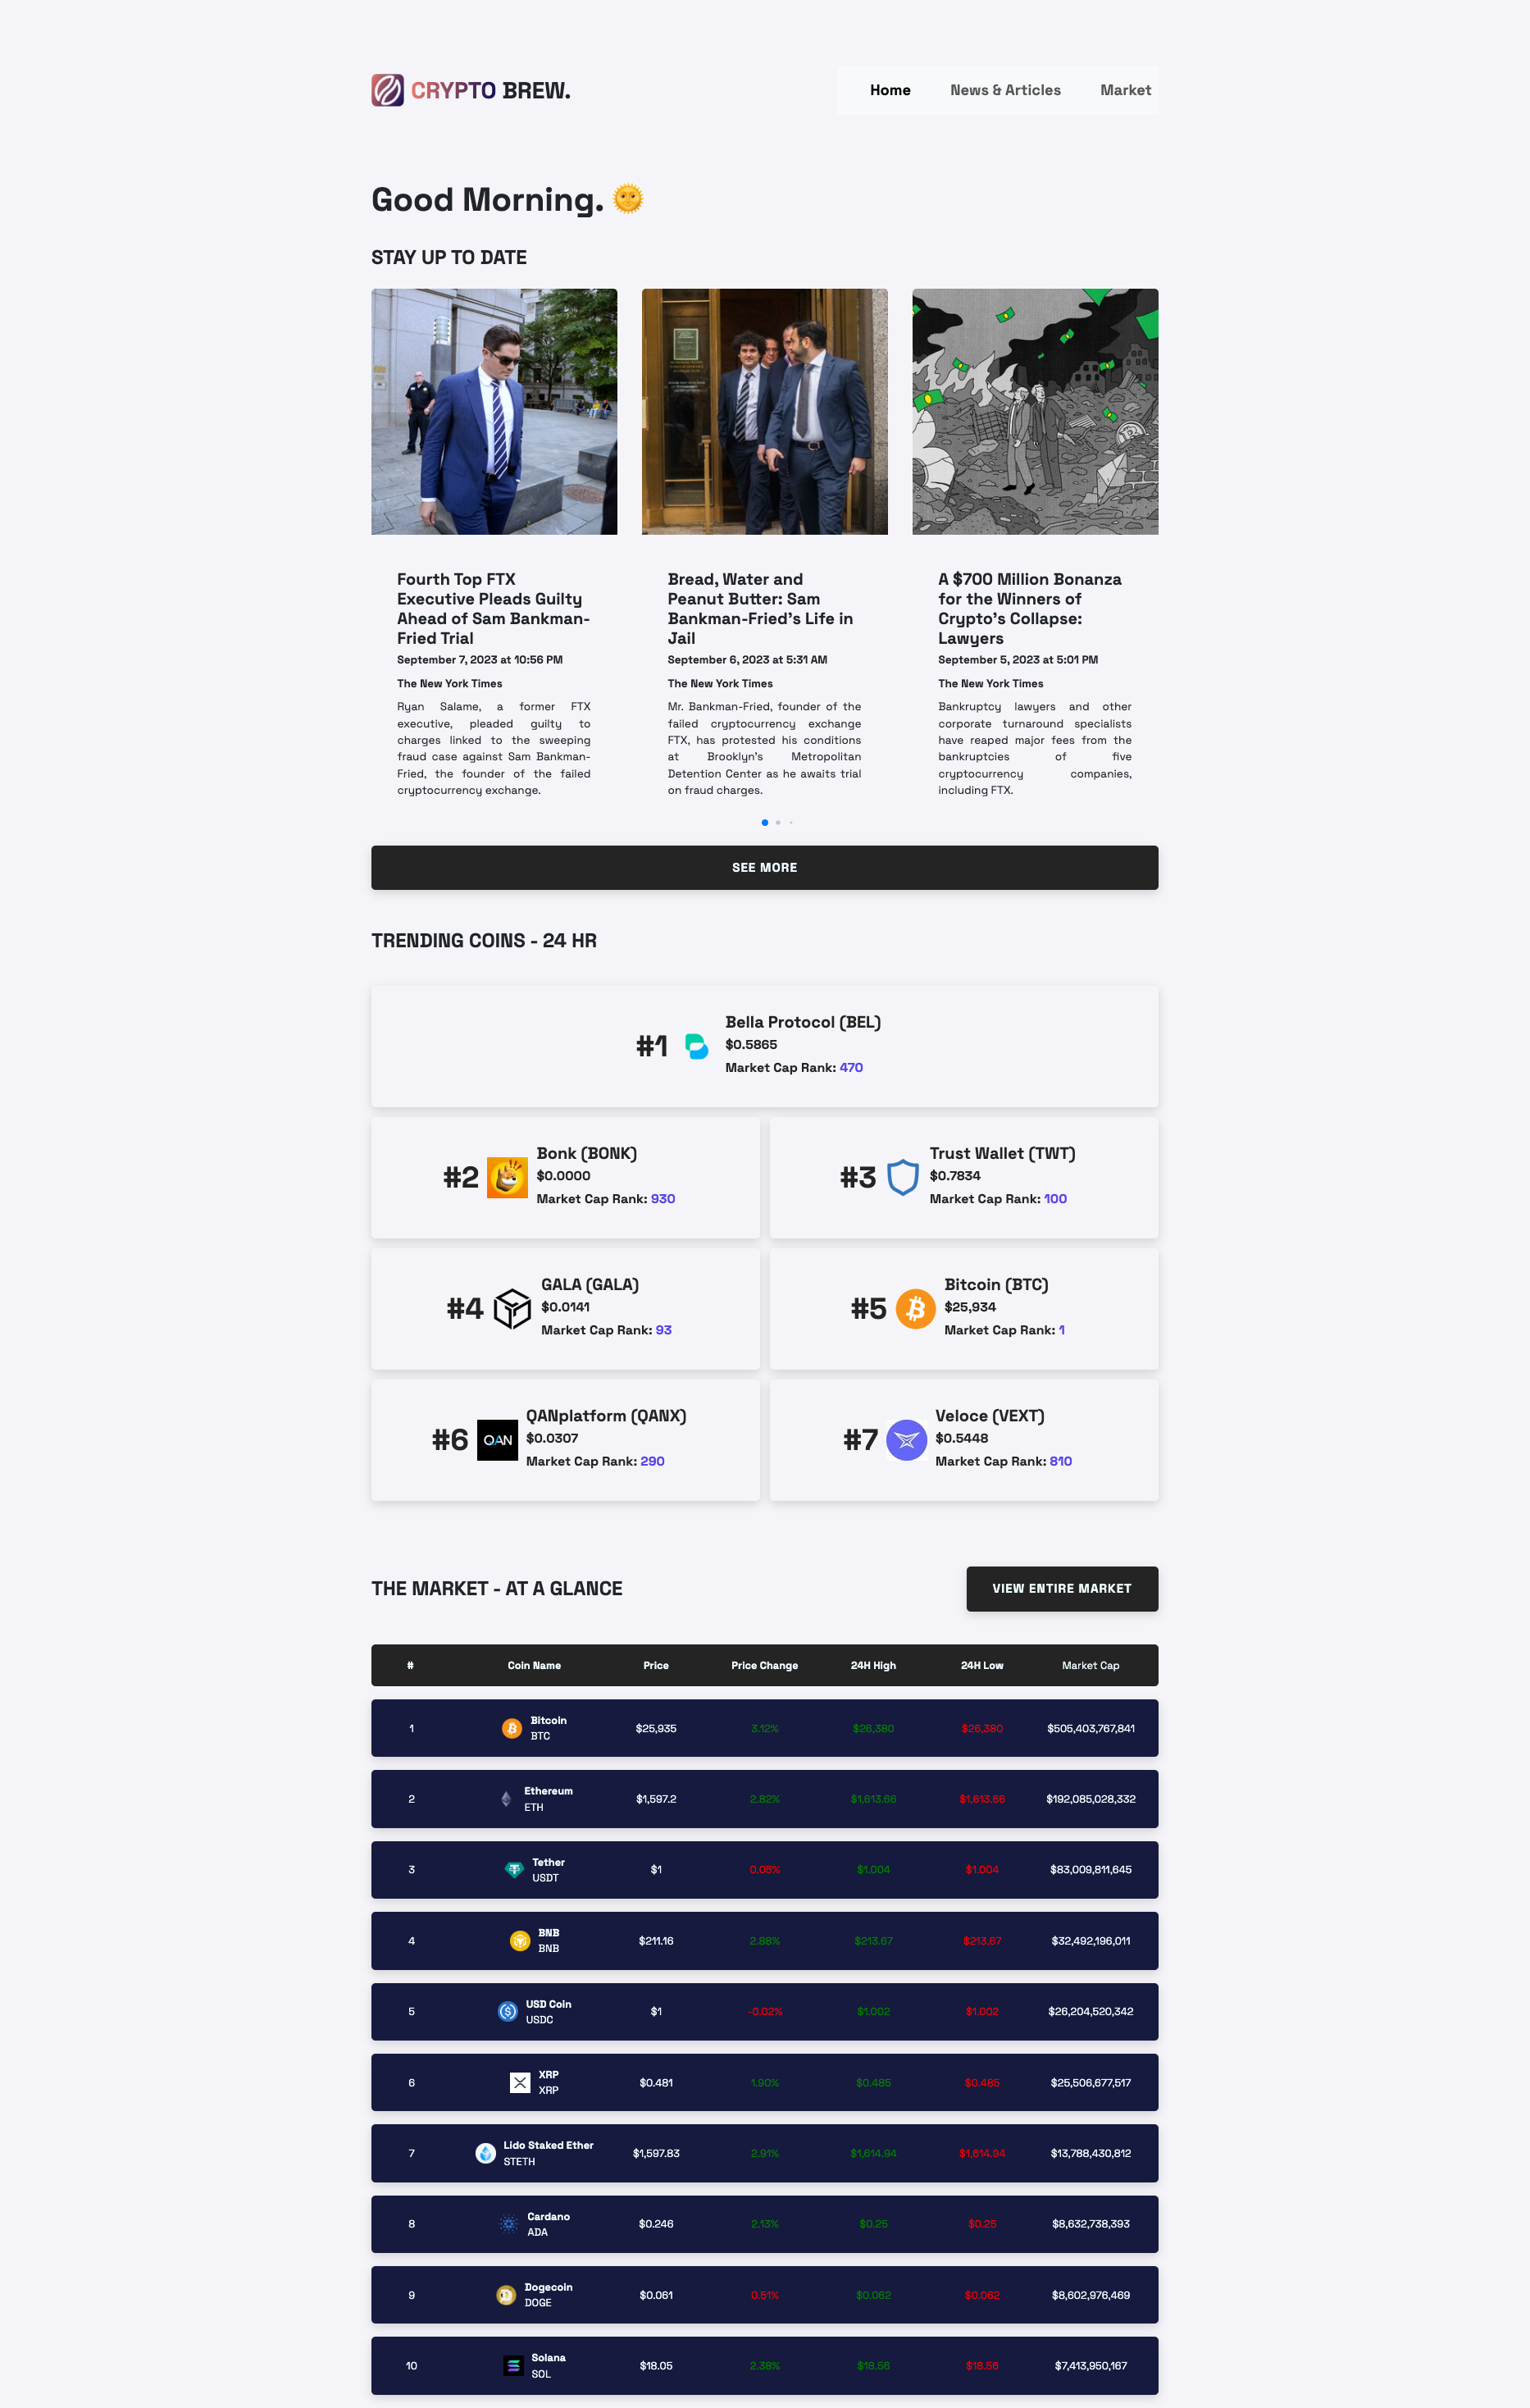 CRYPTO BREW.
Home News & Articles Market
Good Morning. 🌞
STAY UP TO DATE
Fourth Top FTX
Executive Pleads Guilty
Ahead of Sam Bankman-
Fried Trial
September 7, 2023 at 10:56 PM
The New York Times
Ryan Salame, a former FTX
executive, pleaded guilty to
charges linked to the sweeping
fraud case against Sam Bankman-
Fried, the founder of the failed
cryptocurrency exchange.
Bread, Water and
Peanut Butter: Sam
Bankman-Fried's Life in
Jail
September 6, 2023 at 5:31 AM
The New York Times
Mr. Bankman-Fried, founder of the
failed cryptocurrency exchange
FTX, has protested his conditions
at Brooklyn's Metropolitan
Detention Center as he awaits trial
on fraud charges.
A $700 Million Bonanza
for the Winners of
Crypto's Collapse:
Lawyers
September 5, 2023 at 5:01 PM
The New York Times
Bankruptcy lawyers and other
corporate turnaround specialists
have reaped major fees from the
bankruptcies of five
cryptocurrency companies,
including FTX.
SEE MORE
TRENDING COINS - 24 HR
#1
Bella Protocol (BEL)
$0.5865
Market Cap Rank: 470
#2
Bonk (BONK)
$0.0000
Market Cap Rank: 930
#3
Trust Wallet (TWT)
$0.7834
Market Cap Rank: 100
#4
GALA (GALA)
$0.0141
Market Cap Rank: 93
#5
Bitcoin (BTC)
$25,934
Market Cap Rank: 1
#6
QAN
QANplatform (QANX)
$0.0307
Market Cap Rank: 290
#7
Veloce (VEXT)
$0.5448
Market Cap Rank: 810
THE MARKET - AT A GLANCE
VIEW ENTIRE MARKET
# Coin Name Price Price Change 24H High 24H Low Market Cap
1 Bitcoin BTC $25,935 3.12% $26,380 $26,380 $505,403,767,841
2 Ethereum ETH $1,597.2 2.82% $1,613.66 $1,613.66 $192,085,028,332
3 Tether USDT $1 0.05% $1.004 $1.004 $83,009,811,645
4 BNB BNB $211.16 2.88% $213.67 $213.67 $32,492,196,011
5 USD Coin USDC $1 -0.02% $1.002 $1.002 $26,204,520,342
6 XRP XRP $0.481 1.90% $0.485 $0.485 $25,506,677,517
7 Lido Staked Ether STETH $1,597.83 2.91% $1,614.94 $1,614.94 $13,788,430,812
8 Cardano ADA $0.246 2.13% $0.25 $0.25 $8,632,738,393
9 Dogecoin DOGE $0.061 0.51% $0.062 $0.062 $8,602,976,469
10 Solana SOL $18.05 2.38% $18.56 $18.56 $7,413,950,167